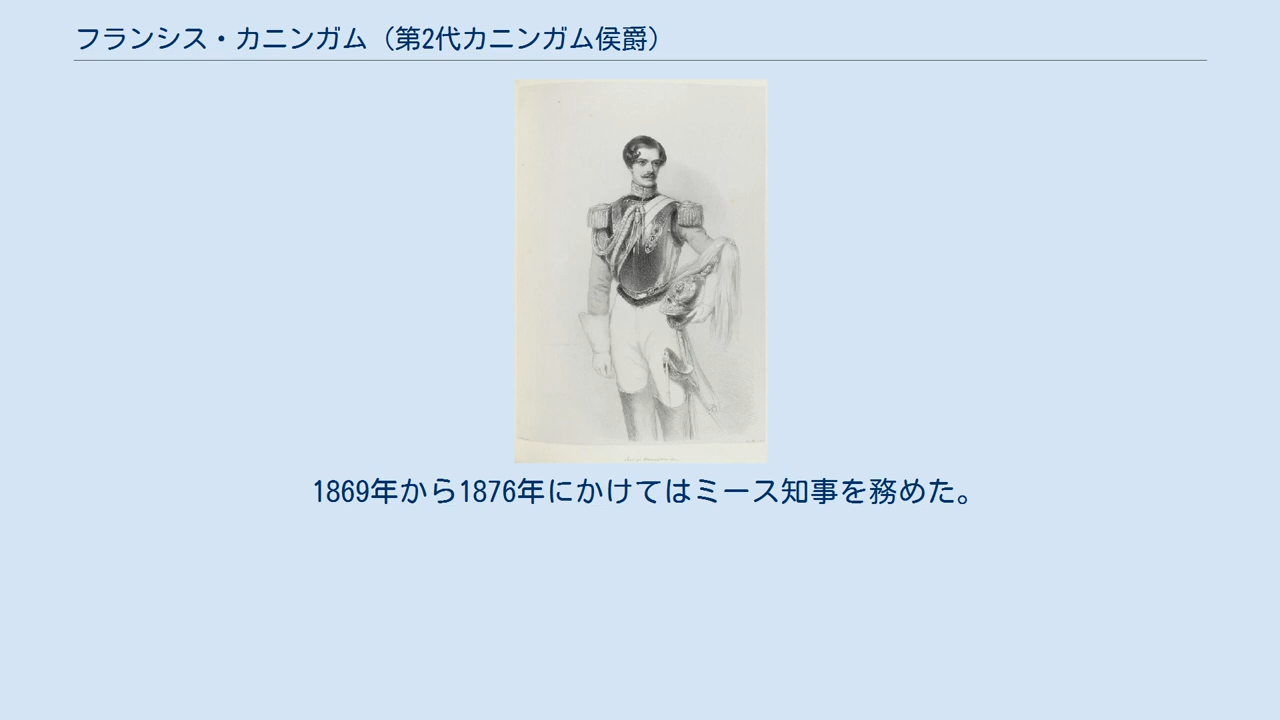 フランシス・カニンガム（第2代カニンガム侯爵）
1869年から1876年にかけてはミース知事を務めた。